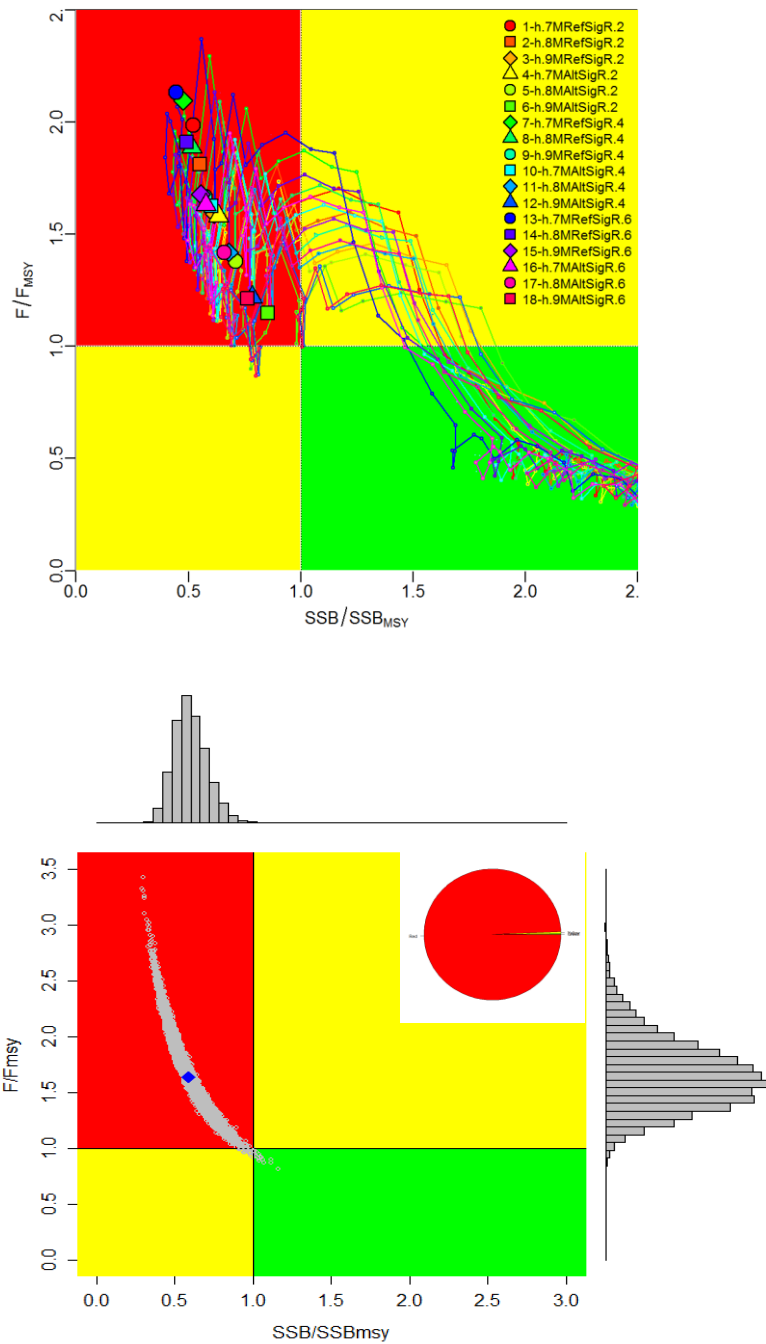 2.
1-h.7MRefSigR.2
2-h.8MRefSigR.2
3-h.9MRefSigR.2
4-h.7MAltSigR.2
5-h.8MAltSigR.2
6-h.9MAltSigR.2
7-h.7MRefSigR.4
8-h.8MRefSigR.4
9-h.9MRefSigR.4
10-h.7MAltSigR.4
11-h.8MAltSigR.4
12-h.9MAltSigR.4
13-h.7MRefSigR.6
14-h.8MRefSigR.6
15-h.9MRefSigR.6
16-h.7MAltSigR.6
17-h.8MAltSigR.6
18-h.9MAltSigR.6
2.0
1.5
F/FMSY
1.0
0.5
0.0
0.0 0.5 1.0 1.5 2.0 2.
SSB/SSBMSY
3.5
3.0
2.5
Red
2.0
F/Fmsy
1.5
1.0
0.5
0.0
0.0 0.5 1.0 1.5 2.0 2.5 3.0
SSB/SSBmsy